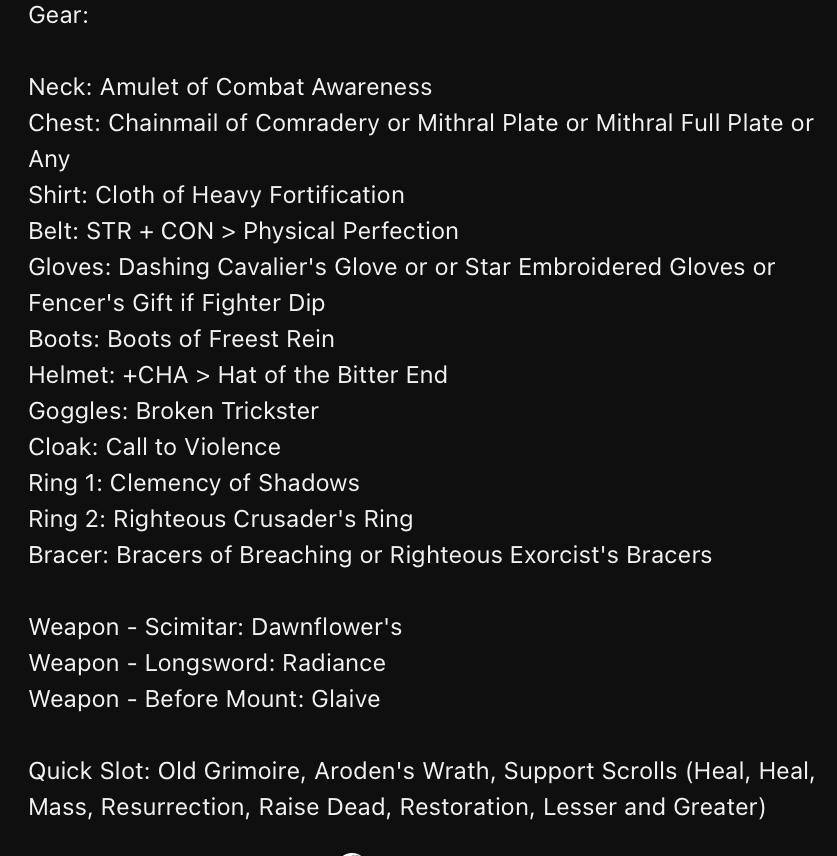 Gear:
Neck: Amulet of Combat Awareness
Chest: Chainmail of Comradery or Mithral Plate or Mithral Full Plate or
Any
Shirt: Cloth of Heavy Fortification
Belt: STR + CON > Physical Perfection
Gloves: Dashing Cavalier's Glove or or Star Embroidered Gloves or
Fencer's Gift if Fighter Dip
Boots: Boots of Freest Rein
Helmet: +CHA > Hat of the Bitter End
Goggles: Broken Trickster
Cloak: Call to Violence
Ring 1: Clemency of Shadows
Ring 2: Righteous Crusader's Ring
Bracer: Bracers of Breaching or Righteous Exorcist's Bracers
Weapon - Scimitar: Dawnflower's
Weapon - Longsword: Radiance
Weapon - Before Mount: Glaive
Quick Slot: Old Grimoire, Aroden's Wrath, Support Scrolls (Heal, Heal,
Mass, Resurrection, Raise Dead, Restoration, Lesser and Greater)